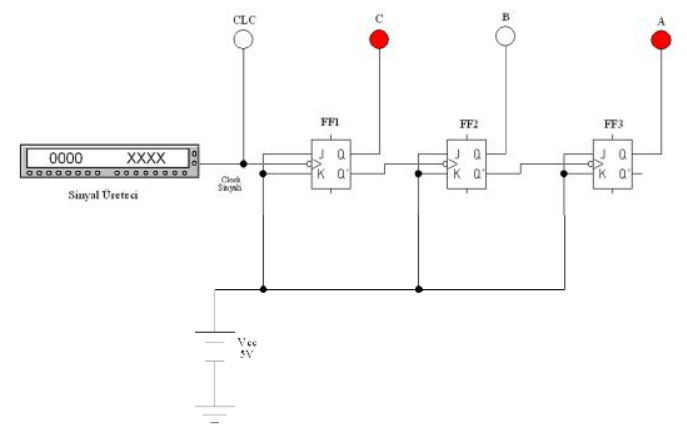 CLC
C
B
A
FF1
FF2
FF3
0000 XXXX
J Q
K Q'
J Q
K Q'
J Q
K Q'
Clock
Sinyali
Sinyal Üreteci
Vcc
5V